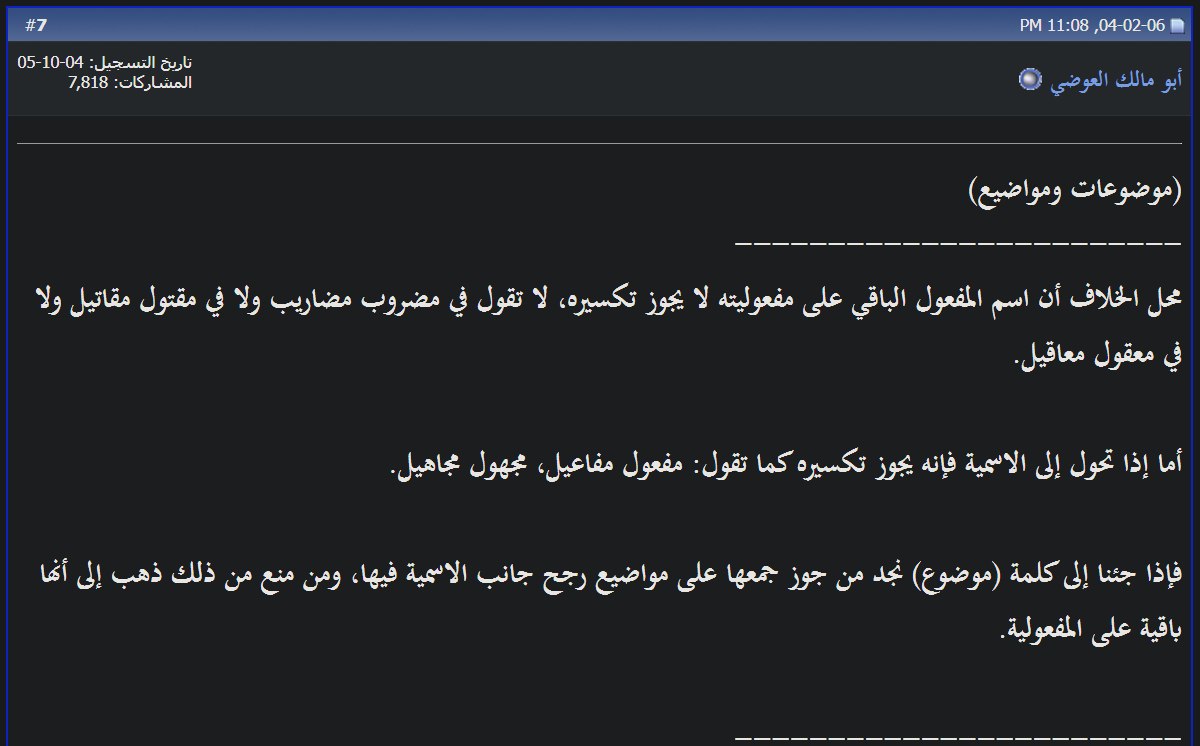 04-02-06, 11:08 PM
#7
أبو مالك العوضي
تاريخ التسجيل: 04-10-05
المشاركات: 7,818
(موضوعات ومواضيع)
________________________
محل الخلاف أن اسم المفعول الباقي على مفعوليته لا يجوز تكسيره، لا تقول في مضروب مضاريب ولا في مقتول مقاتيل ولا
في معقول معاقيل.
أما إذا تحول إلى الاسمية فإنه يجوز تكسيره كما تقول: مفعول مفاعيل، مجهول مجاهيل.
فإذا جئنا إلى كلمة (موضوع) نجد من جوز جمعها على مواضيع رجح جانب الاسمية فيها، ومن منع من ذلك ذهب إلى أنها
باقية على المفعولية.
________________________